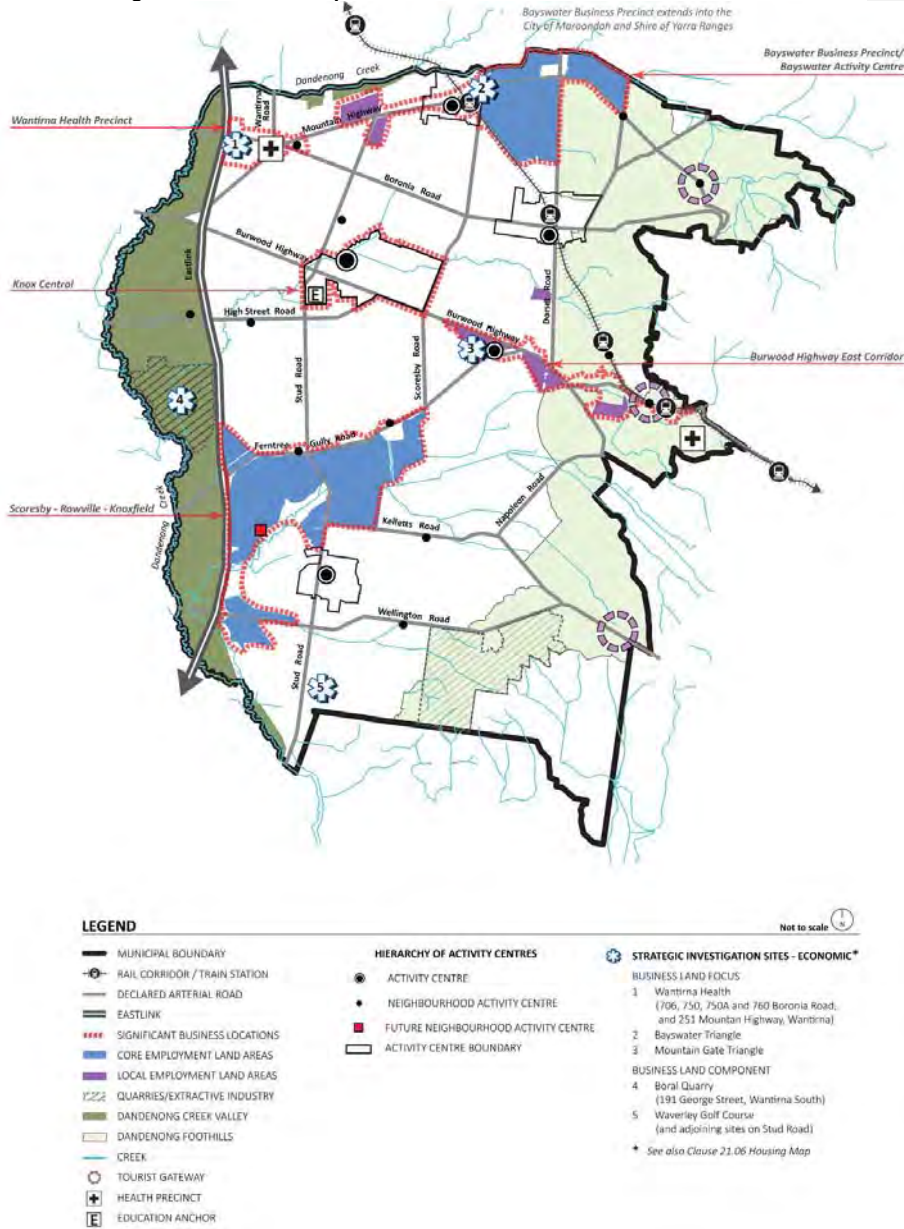 Bayswater Business Precinct extends into the
City of Maroondah and Shire of Yarra Ranges
Bayswater Business Precinct/
Bayswater Activity Centre
Dandenong Creek
Wantirna Health Precinct
Wantirna
Road
Mountain Highway
2
1
Boronia Road
Burwood Highway
Eastlink
Knox Central
E
High Street Road
Dorset Road
Burwood Highway
Stud Road
Scoresby Road
3
Burwood Highway East Corridor
4
Ferntree Gully Road
Napoleon Road
Scoresby - Rowville - Knoxfield
Dandenong Creek
Kelletts Road
Wellington Road
Stud Road
5
LEGEND
Not to scale
N
MUNICIPAL BOUNDARY
RAIL CORRIDOR / TRAIN STATION
DECLARED ARTERIAL ROAD
EASTLINK
SIGNIFICANT BUSINESS LOCATIONS
CORE EMPLOYMENT LAND AREAS
LOCAL EMPLOYMENT LAND AREAS
QUARRIES/EXTRACTIVE INDUSTRY
DANDENONG CREEK VALLEY
DANDENONG FOOTHILLS
CREEK
TOURIST GATEWAY
HEALTH PRECINCT
E EDUCATION ANCHOR
HIERARCHY OF ACTIVITY CENTRES
ACTIVITY CENTRE
NEIGHBOURHOOD ACTIVITY CENTRE
FUTURE NEIGHBOURHOOD ACTIVITY CENTRE
ACTIVITY CENTRE BOUNDARY
STRATEGIC INVESTIGATION SITES - ECONOMIC*
BUSINESS LAND FOCUS
1 Wantirna Health
(706, 750, 750A and 760 Boronia Road,
and 251 Mountan Highway, Wantirna)
2 Bayswater Triangle
3 Mountain Gate Triangle
BUSINESS LAND COMPONENT
4 Boral Quarry
(191 George Street, Wantirna South)
5 Waverley Golf Course
(and adjoining sites on Stud Road)
* See also Clause 21.06 Housing Map